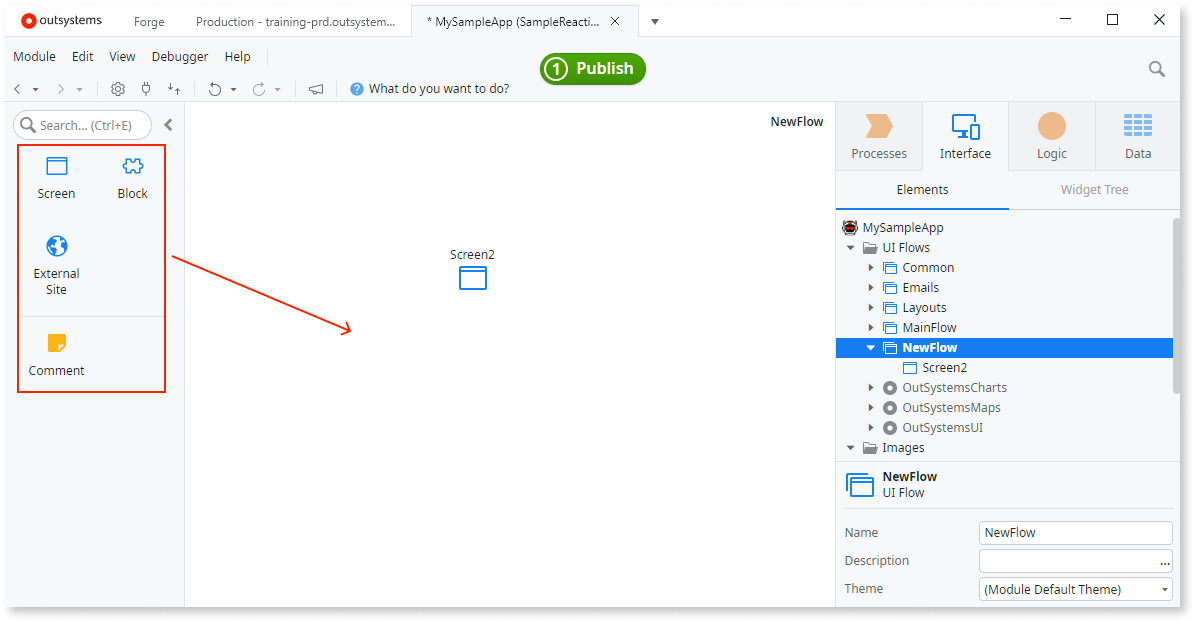 outsystems
Forge
Production - training-prd.outsystem...
* MySampleApp (SampleReacti...
Module Edit View Debugger Help
1 Publish
? What do you want to do?
Search... (Ctrl+E)
Screen
Block
External
Site
Comment
NewFlow
Screen2
Processes
Interface
Logic
Data
Elements
Widget Tree
MySampleApp
UI Flows
Common
Emails
Layouts
MainFlow
NewFlow
Screen2
OutSystemsCharts
OutSystemsMaps
OutSystemsUI
Images
NewFlow
UI Flow
Name NewFlow
Description ...
Theme (Module Default Theme)